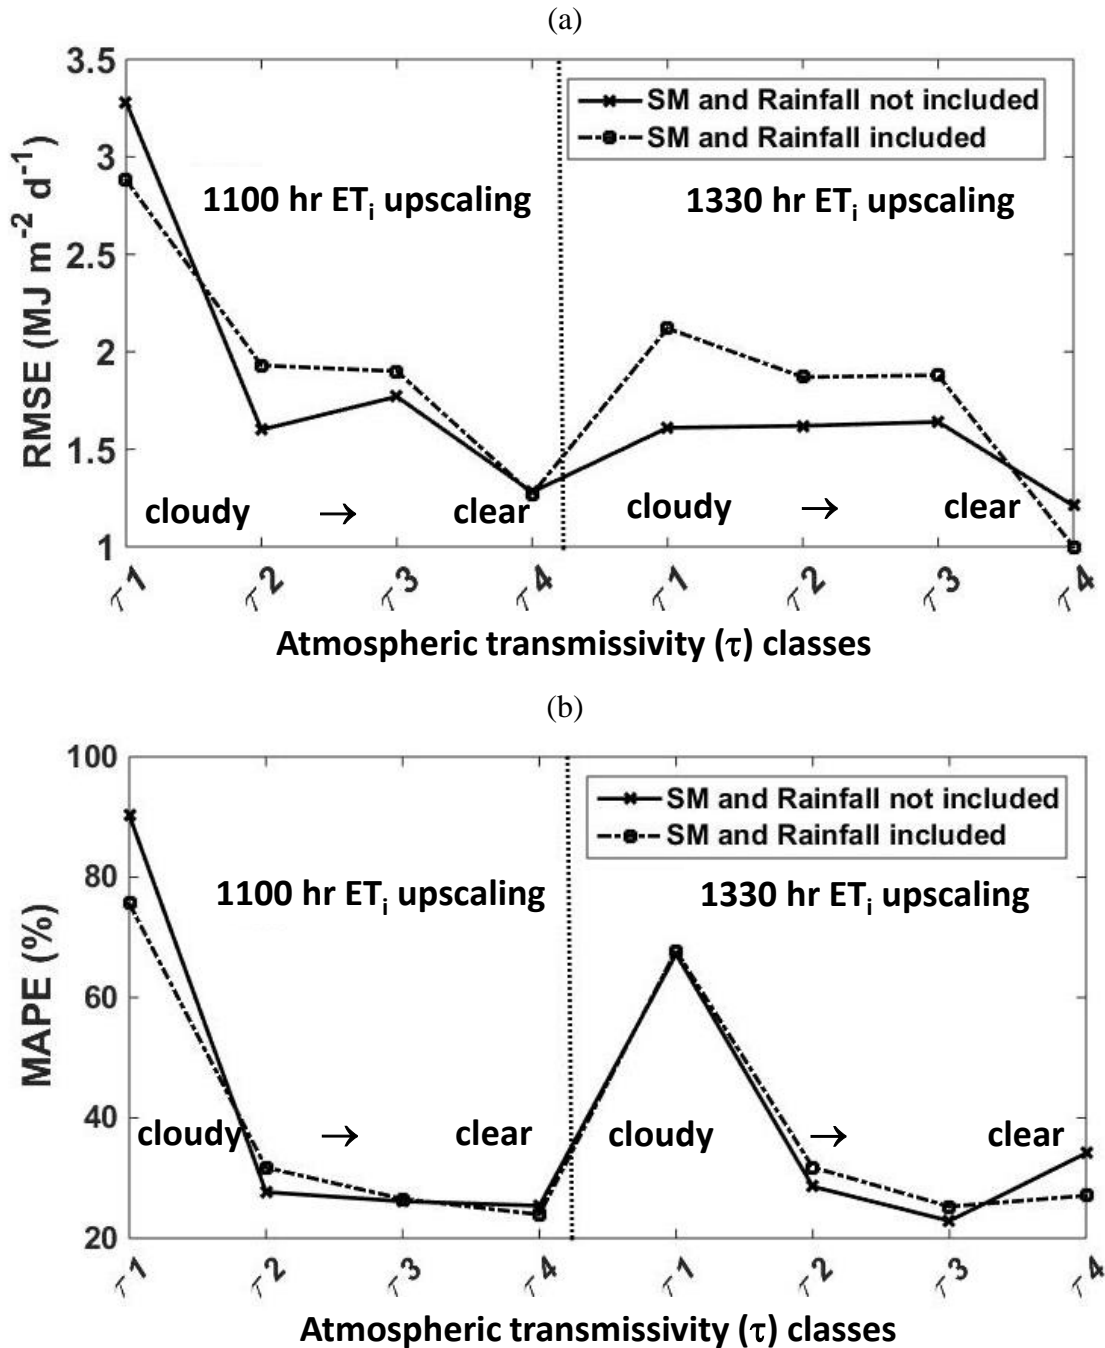 (a)
3.5
3
2.5
2
1.5
1
RMSE (MJ m⁻² d⁻¹)
SM and Rainfall not included
SM and Rainfall included
1100 hr ETᵢ upscaling
1330 hr ETᵢ upscaling
cloudy → clear
cloudy → clear
τ1 τ2 τ3 τ4 τ1 τ2 τ3 τ4
Atmospheric transmissivity (τ) classes
(b)
100
80
60
40
20
MAPE (%)
SM and Rainfall not included
SM and Rainfall included
1100 hr ETᵢ upscaling
1330 hr ETᵢ upscaling
cloudy → clear
cloudy → clear
τ1 τ2 τ3 τ4 τ1 τ2 τ3 τ4
Atmospheric transmissivity (τ) classes